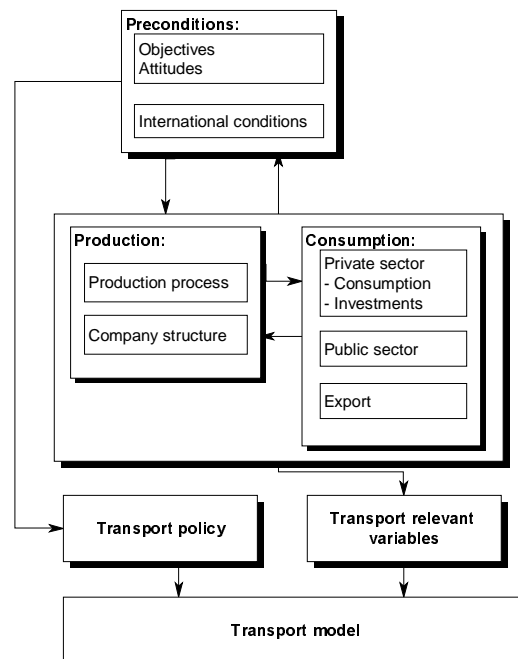 Preconditions:
Objectives
Attitudes
International conditions
Production:
Production process
Company structure
Consumption:
Private sector
- Consumption
- Investments
Public sector
Export
Transport policy
Transport relevant
variables
Transport model